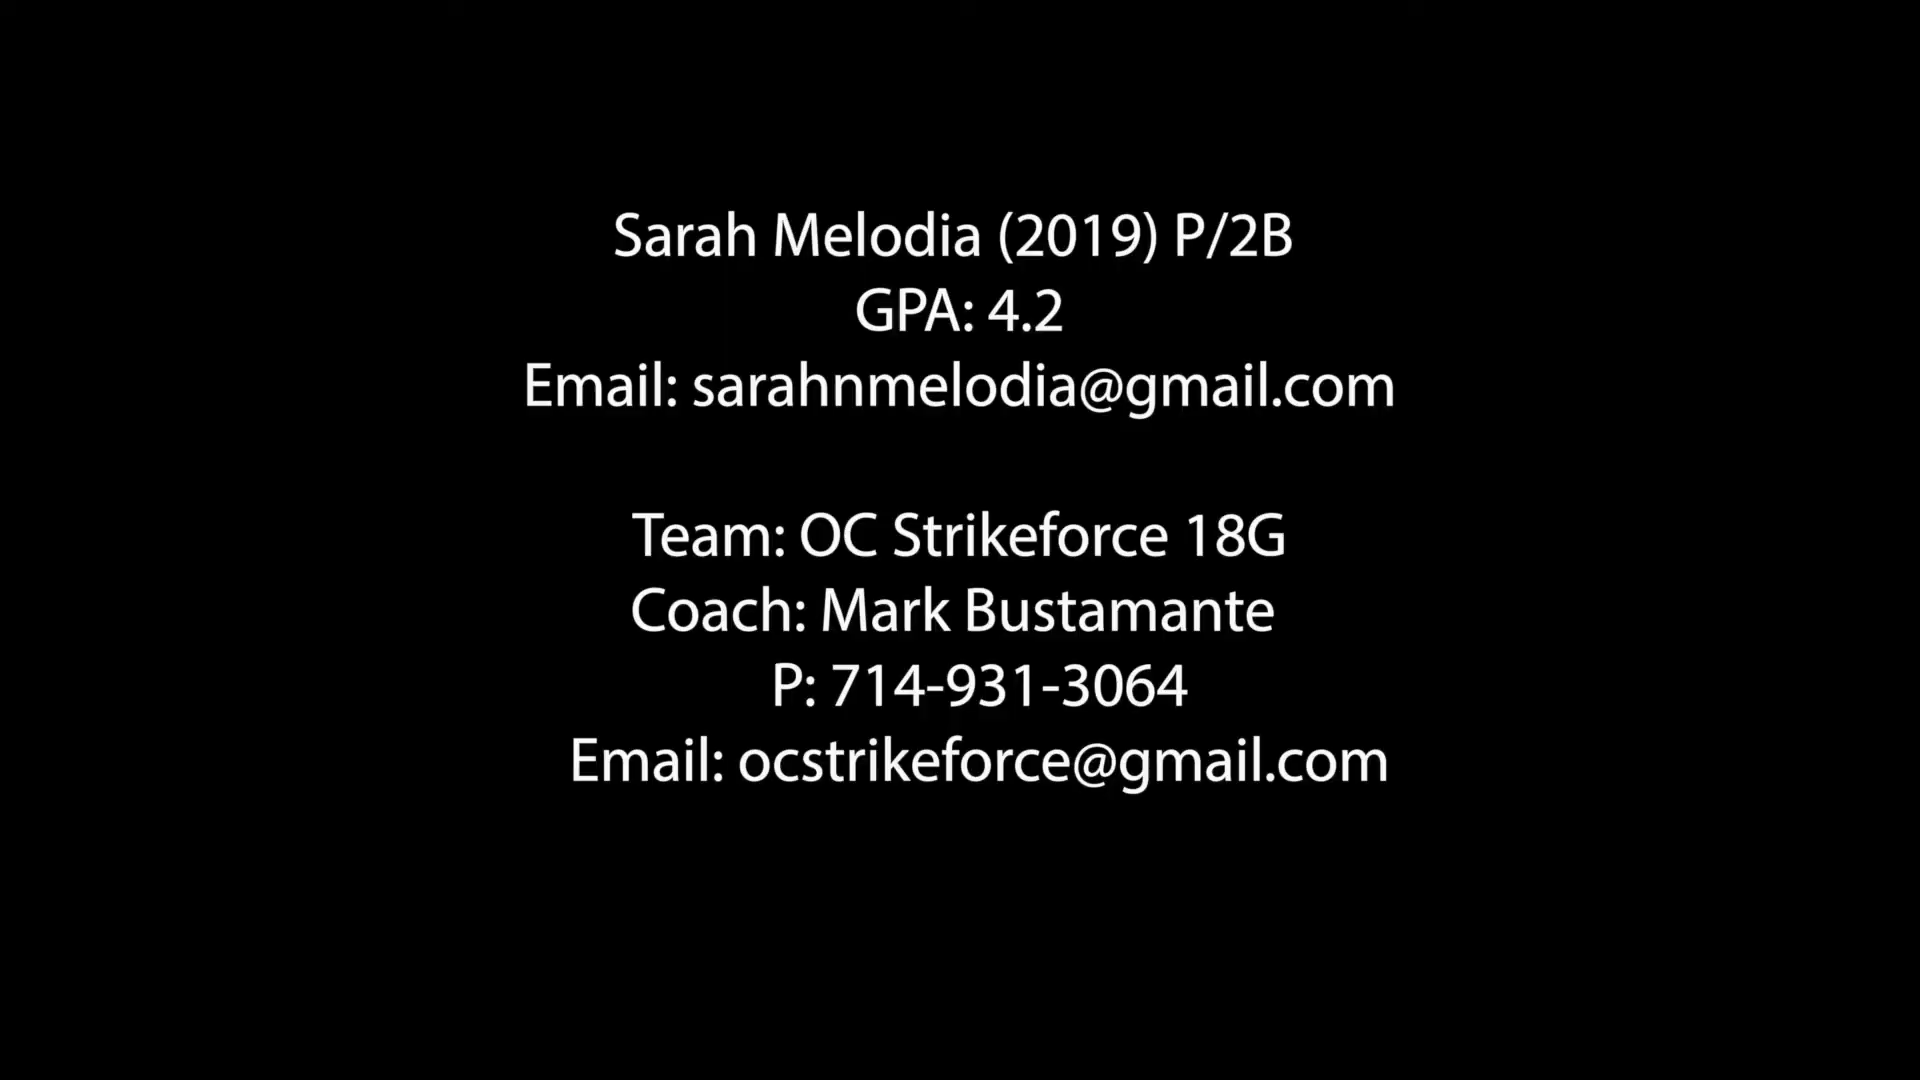 Sarah Melodia (2019) P/2B
GPA: 4.2
Email: sarahnmelodia@gmail.com
Team: OC Strikeforce 18G
Coach: Mark Bustamante
P: 714-931-3064
Email: ocstrikeforce@gmail.com